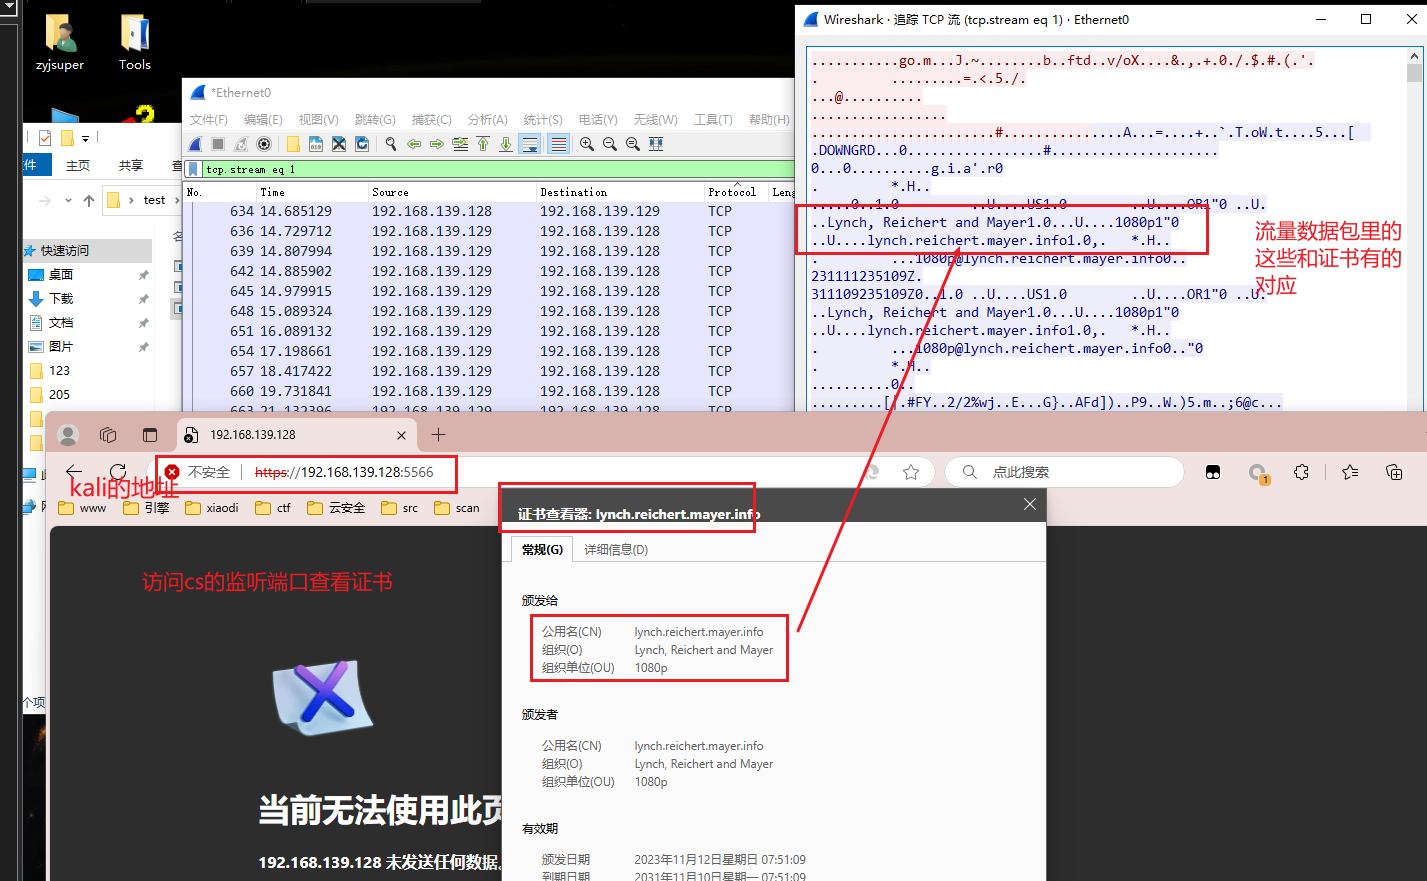 zyjsuper
Tools
Wireshark · 追踪 TCP 流 (tcp.stream eq 1) · Ethernet0
...........go.m...J.~........b..ftd..v/oX....&.,.+.0./.$.#.(.'.
. .........=.<.5./.
...@..........
.................
.......................#..............A...=....+..`.T.oW.t....5...[
.DOWNGRD...0.................#.....................
0...0..........g.i.a'.r0
. *.H..
.....0..1.0 ..U....US1.0 ..U....OR1"0 ..U.
..Lynch, Reichert and Mayer1.0...U....1080p1"0
..U....lynch.reichert.mayer.info1.0,. *.H..
. ...1080p@lynch.reichert.mayer.info0..
231111235109Z.
311109235109Z0..1.0 ..U....US1.0 ..U....OR1"0 ..U.
..Lynch, Reichert and Mayer1.0...U....1080p1"0
..U....lynch.reichert.mayer.info1.0,. *.H..
. ...1080p@lynch.reichert.mayer.info0.."0
. *.H..
..........0..
流量数据包里的
这些和证书有的
对应
*Ethernet0
文件(F) 编辑(E) 视图(V) 跳转(G) 捕获(C) 分析(A) 统计(S) 电话(Y) 无线(W) 工具(T) 帮助(H)
tcp.stream eq 1
No. Time Source Destination Protocol Leng
634 14.685129 192.168.139.128 192.168.139.129 TCP
636 14.729712 192.168.139.129 192.168.139.128 TCP
639 14.807994 192.168.139.129 192.168.139.128 TCP
642 14.885902 192.168.139.129 192.168.139.128 TCP
645 14.979915 192.168.139.129 192.168.139.128 TCP
648 15.089324 192.168.139.129 192.168.139.128 TCP
651 16.089132 192.168.139.129 192.168.139.128 TCP
654 17.198661 192.168.139.129 192.168.139.128 TCP
657 18.417422 192.168.139.129 192.168.139.128 TCP
660 19.731841 192.168.139.129 192.168.139.128 TCP
663 21.132396 192.168.139.129 192.168.139.128 TCP
件 主页 共享 查
test
快速访问
桌面
下载
文档
图片
123
205
个项
192.168.139.128
不安全 https://192.168.139.128:5566
点此搜索
1
kali的地址
www 引擎 xiaodi ctf 云安全 src scan
访问cs的监听端口查看证书
当前无法使用此页
192.168.139.128 未发送任何数据。
证书查看器: lynch.reichert.mayer.info
常规(G) 详细信息(D)
颁发给
公用名(CN) lynch.reichert.mayer.info
组织(O) Lynch, Reichert and Mayer
组织单位(OU) 1080p
颁发者
公用名(CN) lynch.reichert.mayer.info
组织(O) Lynch, Reichert and Mayer
组织单位(OU) 1080p
有效期
颁发日期 2023年11月12日星期日 07:51:09
到期日期 2031年11月10日星期一 07:51:09